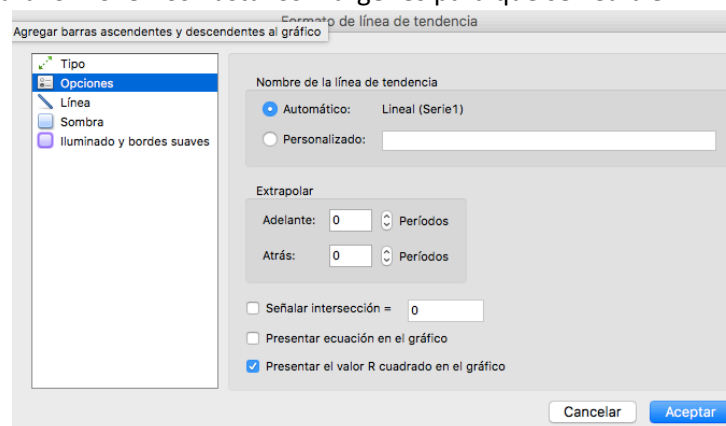 Formato de línea de tendencia
Agregar barras ascendentes y descendentes al gráfico
Tipo
Opciones
Línea
Sombra
Iluminado y bordes suaves
Nombre de la línea de tendencia
Automático: Lineal (Serie1)
Personalizado:
Extrapolar
Adelante: 0 Períodos
Atrás: 0 Períodos
Señalar intersección = 0
Presentar ecuación en el gráfico
Presentar el valor R cuadrado en el gráfico
Cancelar Aceptar